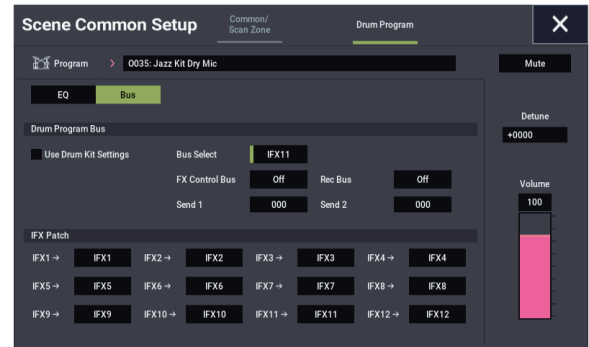 Scene Common Setup Common/ Scan Zone Drum Program X
Program > 0035: Jazz Kit Dry Mic Mute
EQ Bus
Detune
+0000
Drum Program Bus
Use Drum Kit Settings Bus Select IFX11
FX Control Bus Off Rec Bus Off
Send 1 000 Send 2 000
Volume
100
IFX Patch
IFX1→ IFX1 IFX2→ IFX2 IFX3→ IFX3 IFX4→ IFX4
IFX5→ IFX5 IFX6→ IFX6 IFX7→ IFX7 IFX8→ IFX8
IFX9→ IFX9 IFX10→ IFX10 IFX11→ IFX11 IFX12→ IFX12